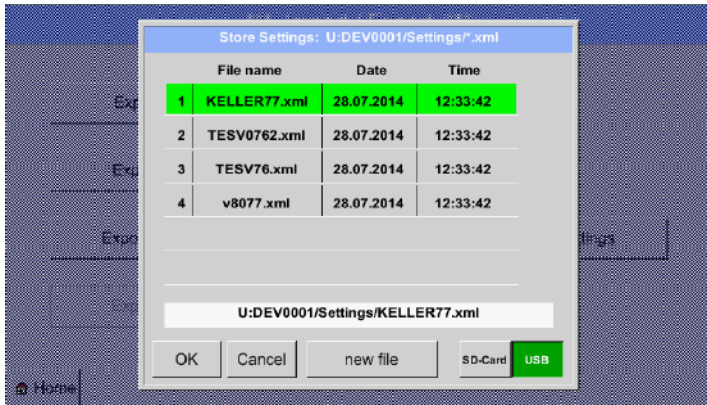 Store Settings: U:DEV0001/Settings/*.xml
File name Date Time
1 KELLER77.xml 28.07.2014 12:33:42
2 TESV0762.xml 28.07.2014 12:33:42
3 TESV76.xml 28.07.2014 12:33:42
4 v8077.xml 28.07.2014 12:33:42
U:DEV0001/Settings/KELLER77.xml
OK Cancel new file SD-Card USB
Home